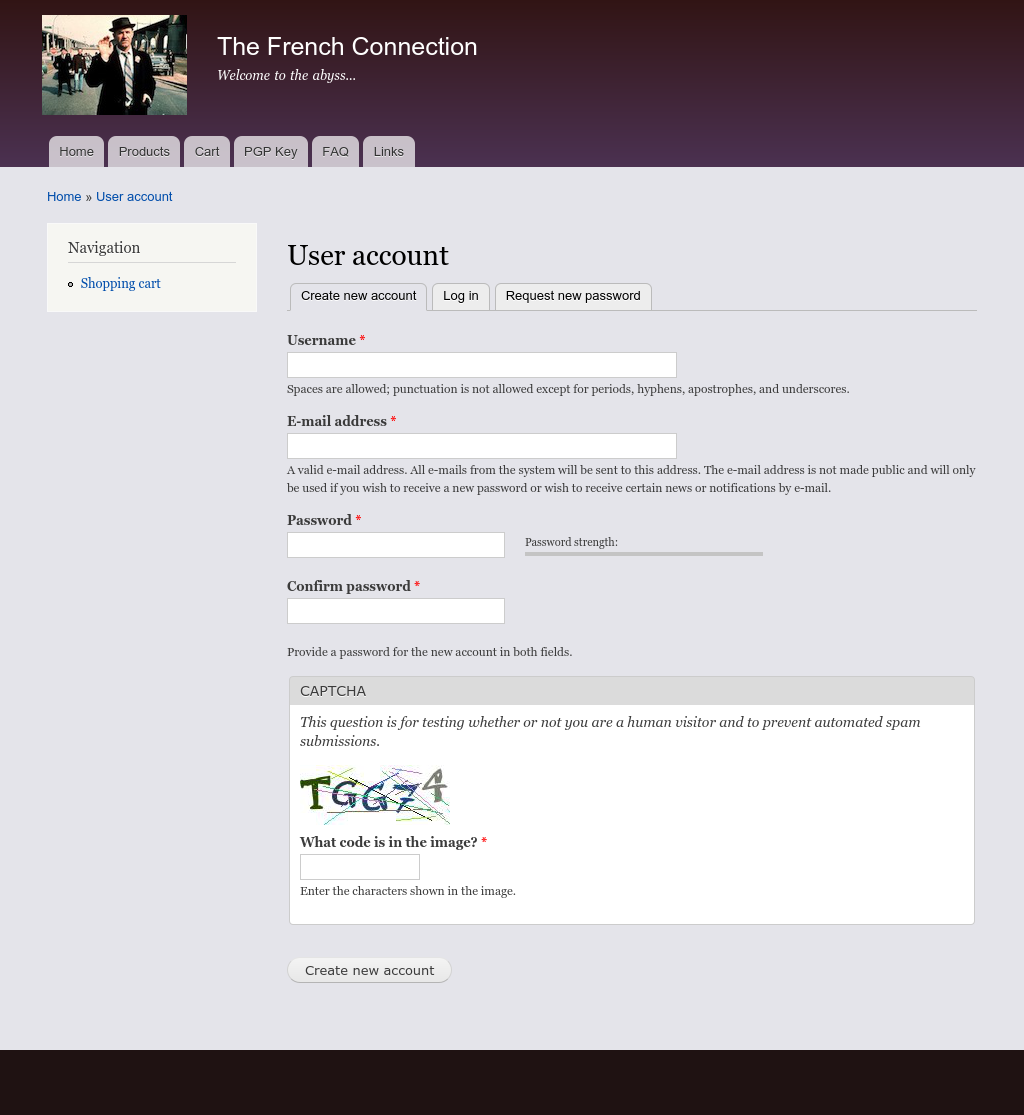 The French Connection
Welcome to the abyss...
Home
Products
Cart
PGP Key
FAQ
Links
Home » User account
Navigation
Shopping cart
User account
Create new account
Log in
Request new password
Username *
Spaces are allowed; punctuation is not allowed except for periods, hyphens, apostrophes, and underscores.
E-mail address *
A valid e-mail address. All e-mails from the system will be sent to this address. The e-mail address is not made public and will only
be used if you wish to receive a new password or wish to receive certain news or notifications by e-mail.
Password *
Password strength:
Confirm password *
Provide a password for the new account in both fields.
CAPTCHA
This question is for testing whether or not you are a human visitor and to prevent automated spam
submissions.
TGG74
What code is in the image? *
Enter the characters shown in the image.
Create new account